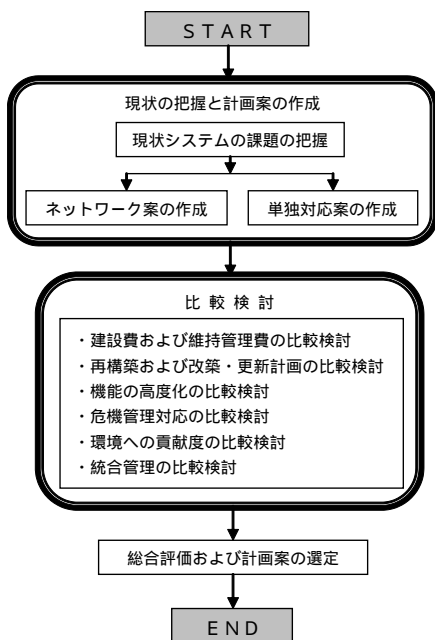 START
現状の把握と計画案の作成
現状システムの課題の把握
ネットワーク案の作成
単独対応案の作成
比較検討
・建設費および維持管理費の比較検討
・再構築および改築・更新計画の比較検討
・機能の高度化の比較検討
・危機管理対応の比較検討
・環境への貢献度の比較検討
・統合管理の比較検討
総合評価および計画案の選定
END